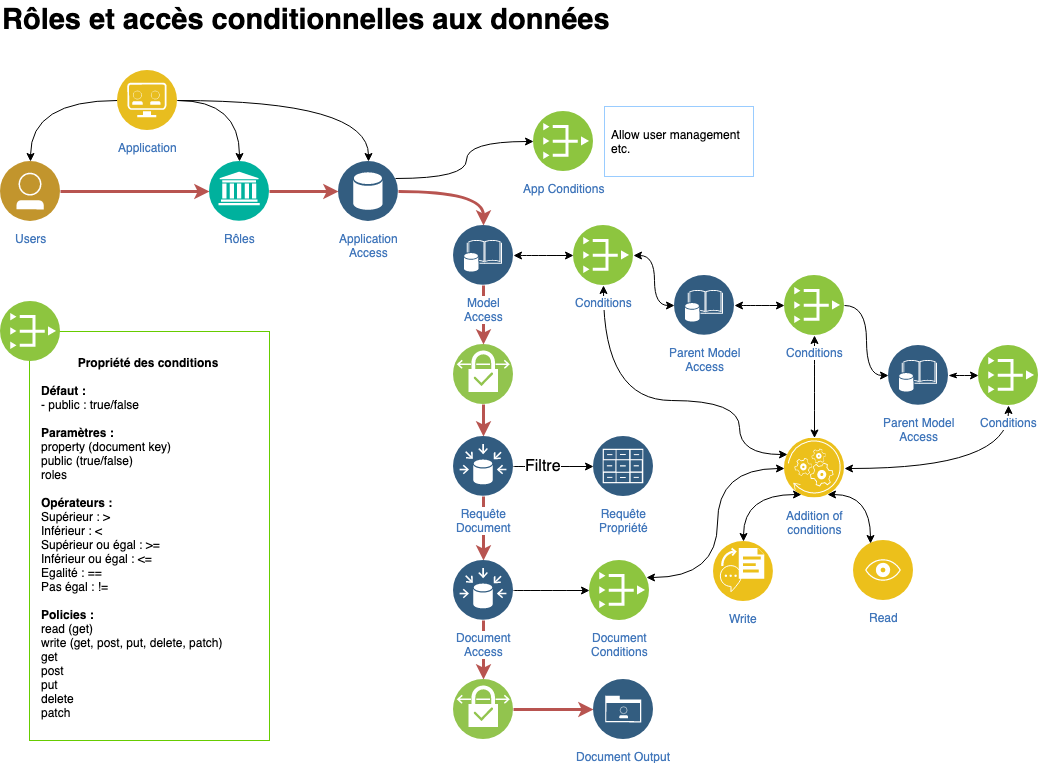 Rôles et accès conditionnelles aux données
Application
Allow user management
etc.
App Conditions
Users
Rôles
Application
Access
Model
Access
Conditions
Parent Model
Access
Conditions
Parent Model
Access
Conditions
Propriété des conditions
Défaut :
- public : true/false
Paramètres :
property (document key)
public (true/false)
roles
Opérateurs :
Supérieur : >
Inférieur : <
Supérieur ou égal : >=
Inférieur ou égal : <=
Egalité : ==
Pas égal : !=
Policies :
read (get)
write (get, post, put, delete, patch)
get
post
put
delete
patch
Filtre
Requête
Document
Requête
Propriété
Addition of
conditions
Write
Read
Document
Access
Document
Conditions
Document Output